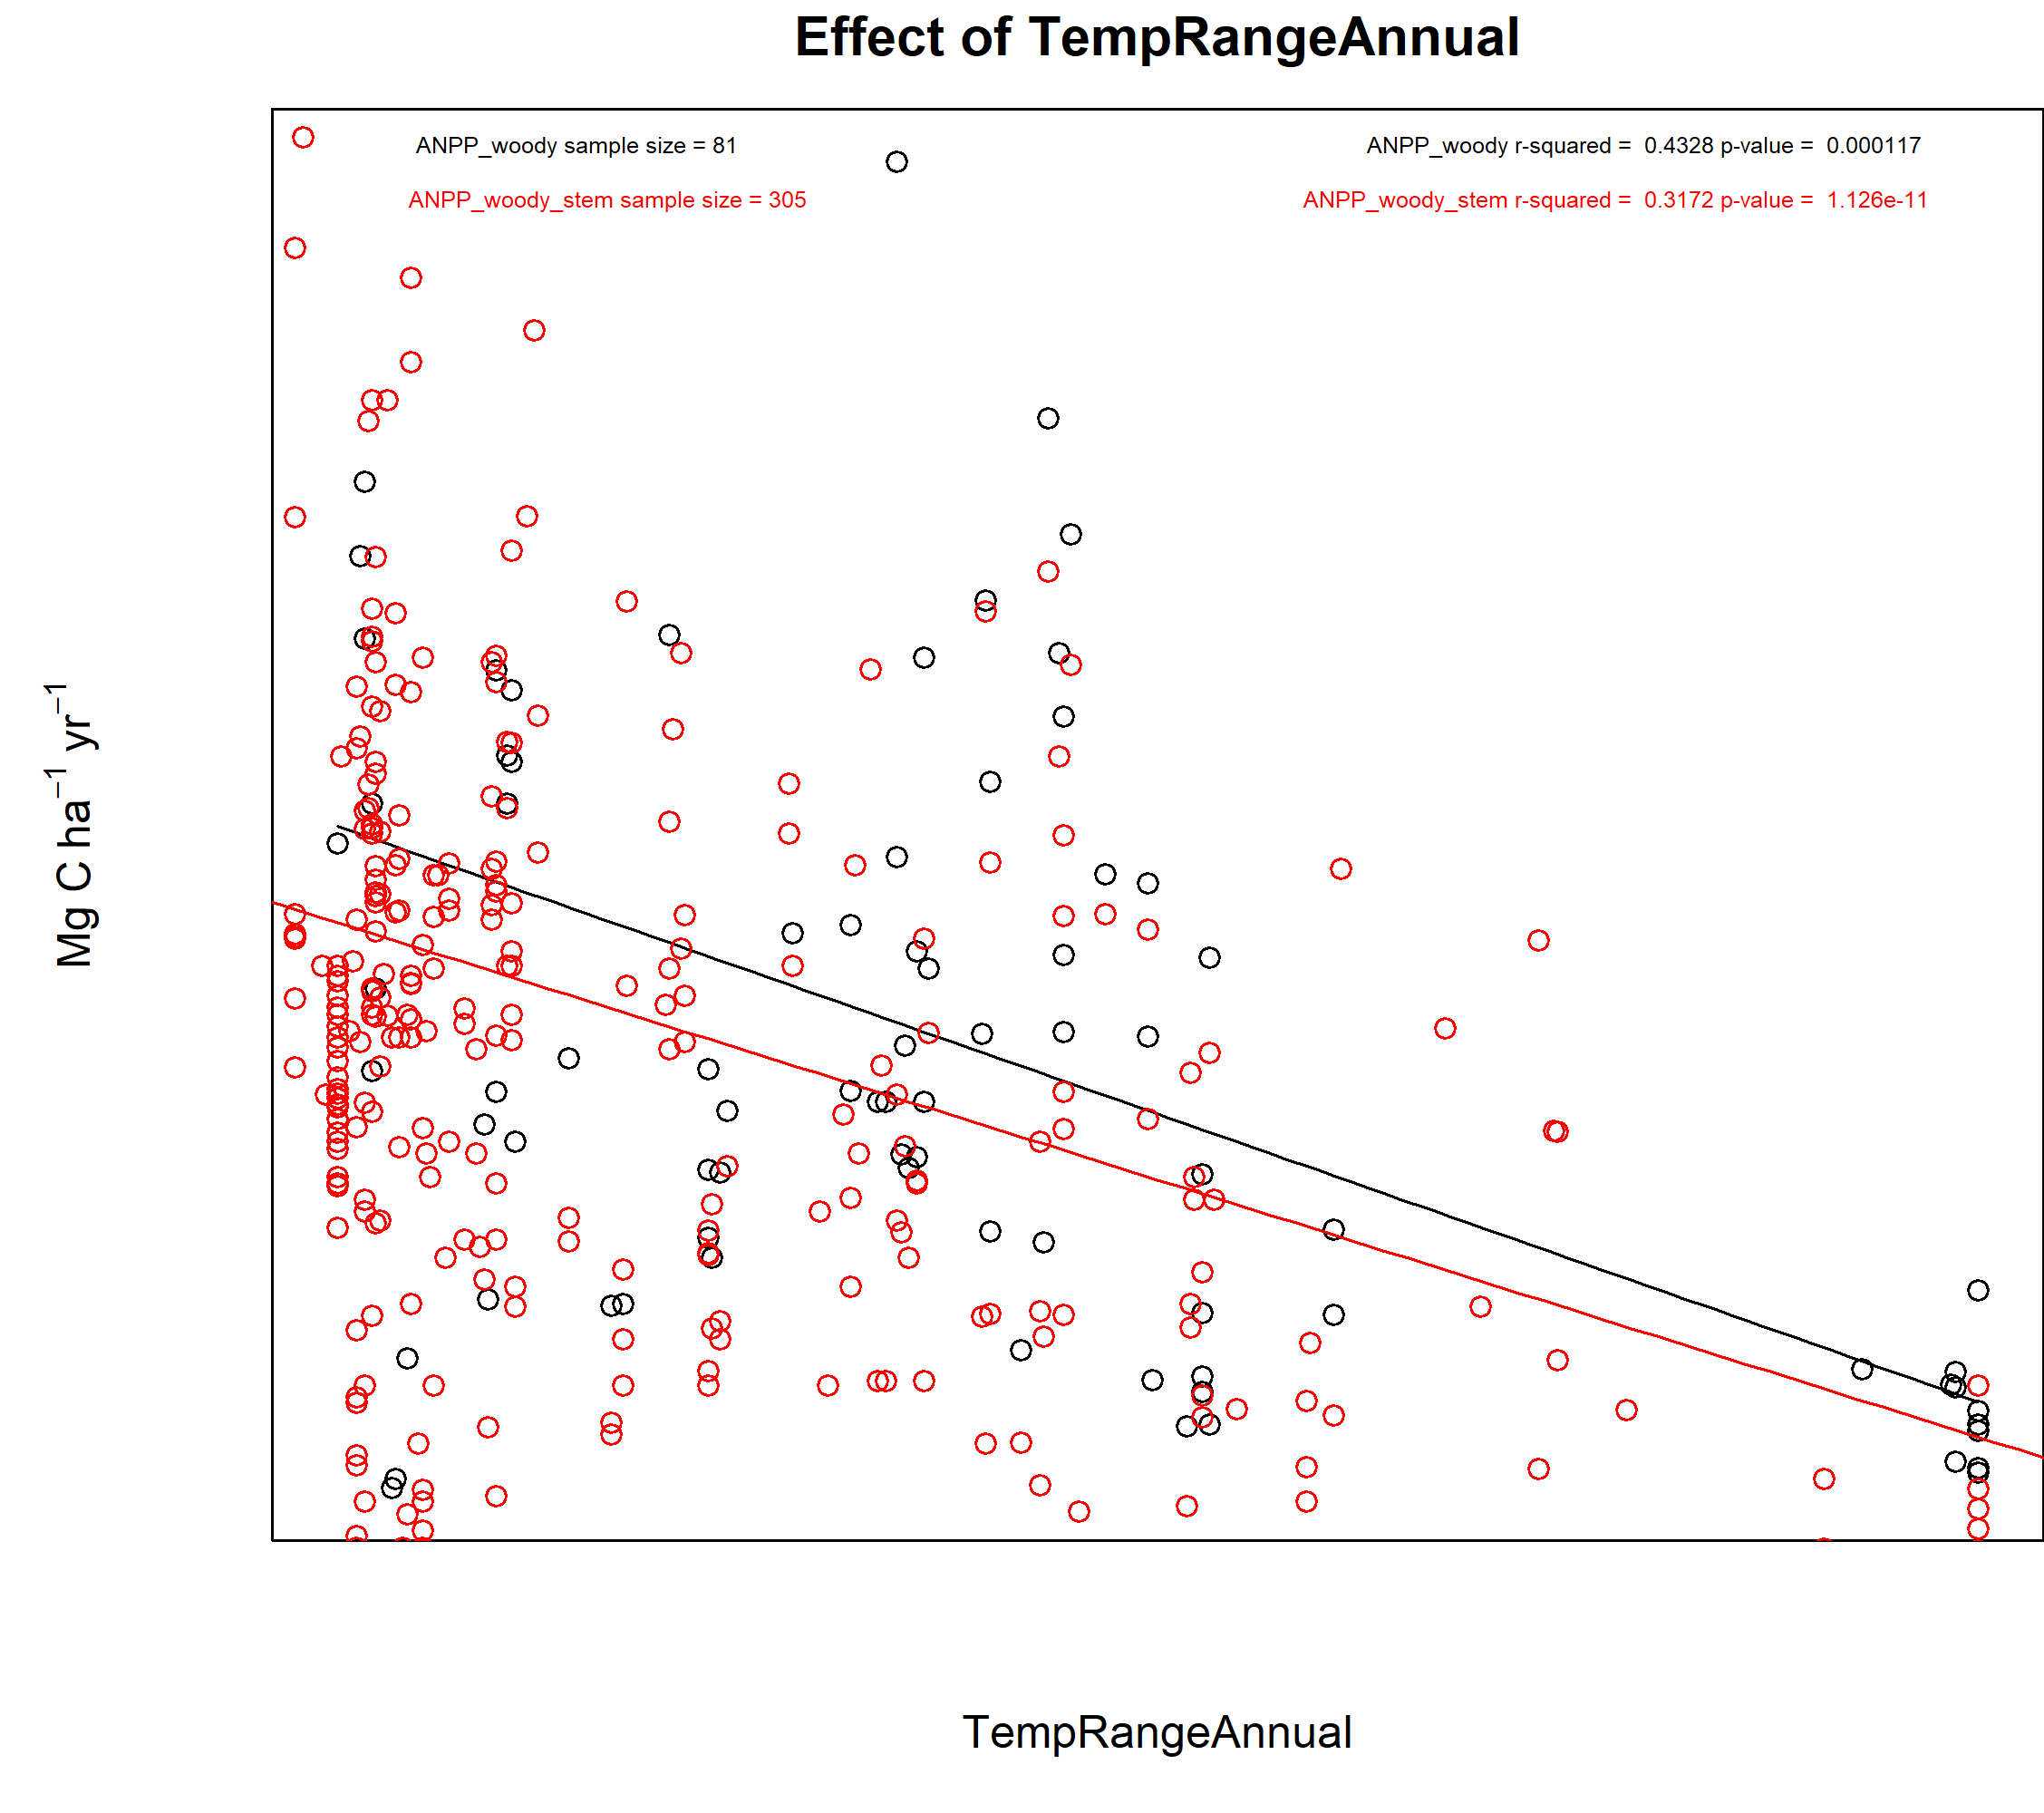 Effect of TempRangeAnnual
ANPP_woody sample size = 81
ANPP_woody r-squared =  0.4328 p-value =  0.000117
ANPP_woody_stem sample size = 305
ANPP_woody_stem r-squared =  0.3172 p-value =  1.126e-11
Mg C ha⁻¹ yr⁻¹
TempRangeAnnual